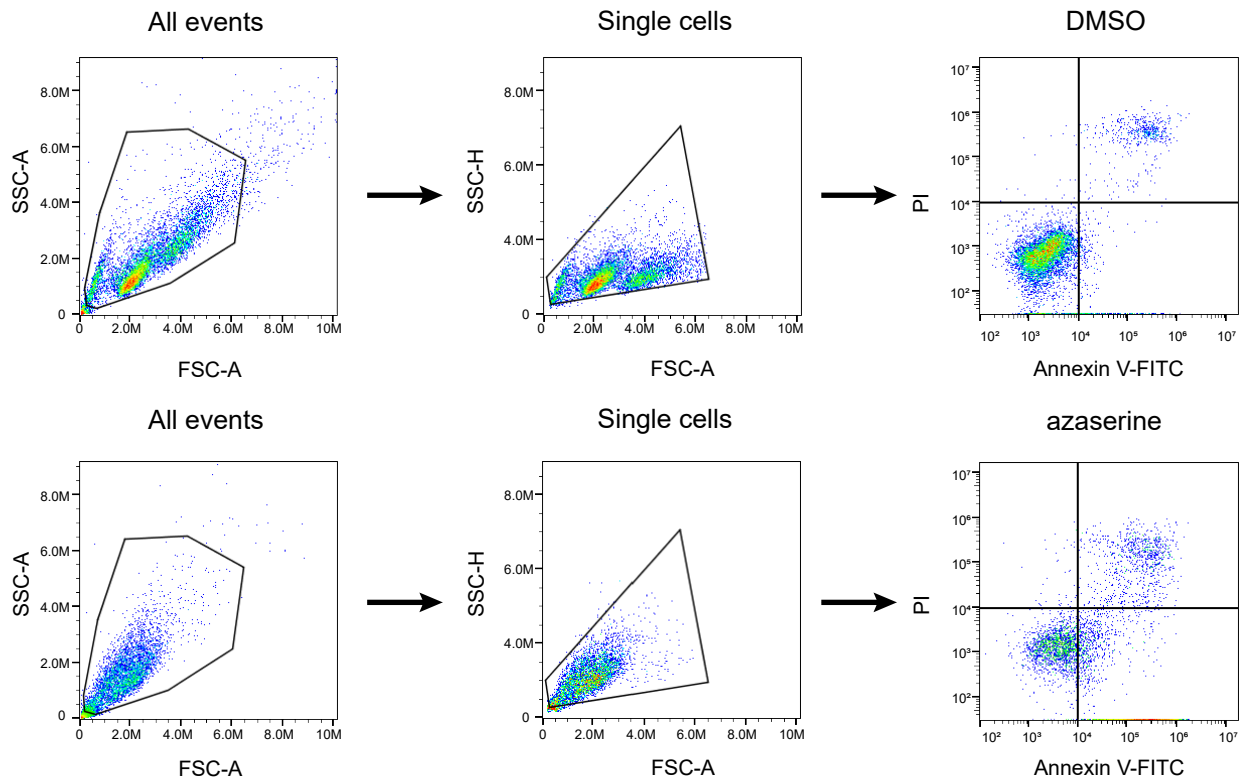 All events
Single cells
DMSO
SSC-A
8.0M
6.0M
4.0M
2.0M
0
0
2.0M
4.0M
6.0M
8.0M
10M
FSC-A
SSC-H
8.0M
6.0M
4.0M
0
0
2.0M
4.0M
6.0M
8.0M
10M
FSC-A
PI
10⁷
10⁶
10⁵
10⁴
10³
10²
10²
10³
10⁴
10⁵
10⁶
10⁷
Annexin V-FITC
All events
Single cells
azaserine
SSC-A
8.0M
6.0M
4.0M
2.0M
0
0
2.0M
4.0M
6.0M
8.0M
10M
FSC-A
SSC-H
8.0M
6.0M
4.0M
2.0M
0
0
2.0M
4.0M
6.0M
8.0M
10M
FSC-A
PI
10⁷
10⁶
10⁵
10⁴
10³
10²
10²
10³
10⁴
10⁵
10⁶
10⁷
Annexin V-FITC